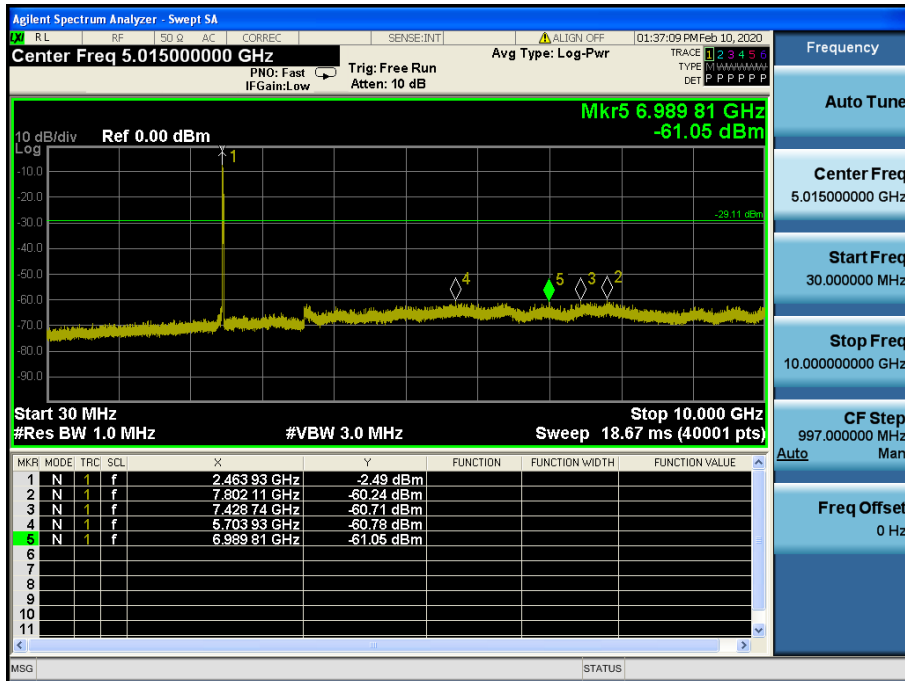 Agilent Spectrum Analyzer - Swept SA
LXI RL RF 50 Ω AC CORREC SENSE:INT ALIGN OFF 01:37:09 PM Feb 10, 2020
Center Freq 5.015000000 GHz
PNO: Fast
IFGain:Low
Trig: Free Run
Atten: 10 dB
Avg Type: Log-Pwr
TRACE 1 2 3 4 5 6
TYPE M WWWWW
DET P P P P P P
Mkr5 6.989 81 GHz
-61.05 dBm
10 dB/div Ref 0.00 dBm
Log
1
-10.0
-20.0
-29.11 dBm
-30.0
-40.0
-50.0
4 5 3 2
-60.0
-70.0
-80.0
-90.0
Start 30 MHz Stop 10.000 GHz
#Res BW 1.0 MHz #VBW 3.0 MHz Sweep 18.67 ms (40001 pts)
MKR MODE TRC SCL X Y FUNCTION FUNCTION WIDTH FUNCTION VALUE
1 N 1 f 2.463 93 GHz -2.49 dBm
2 N 1 f 7.802 11 GHz -60.24 dBm
3 N 1 f 7.428 74 GHz -60.71 dBm
4 N 1 f 5.703 93 GHz -60.78 dBm
5 N 1 f 6.989 81 GHz -61.05 dBm
6
7
8
9
10
11
MSG STATUS
Frequency
Auto Tune
Center Freq
5.015000000 GHz
Start Freq
30.000000 MHz
Stop Freq
10.000000000 GHz
CF Step
997.000000 MHz
Auto Man
Freq Offset
0 Hz